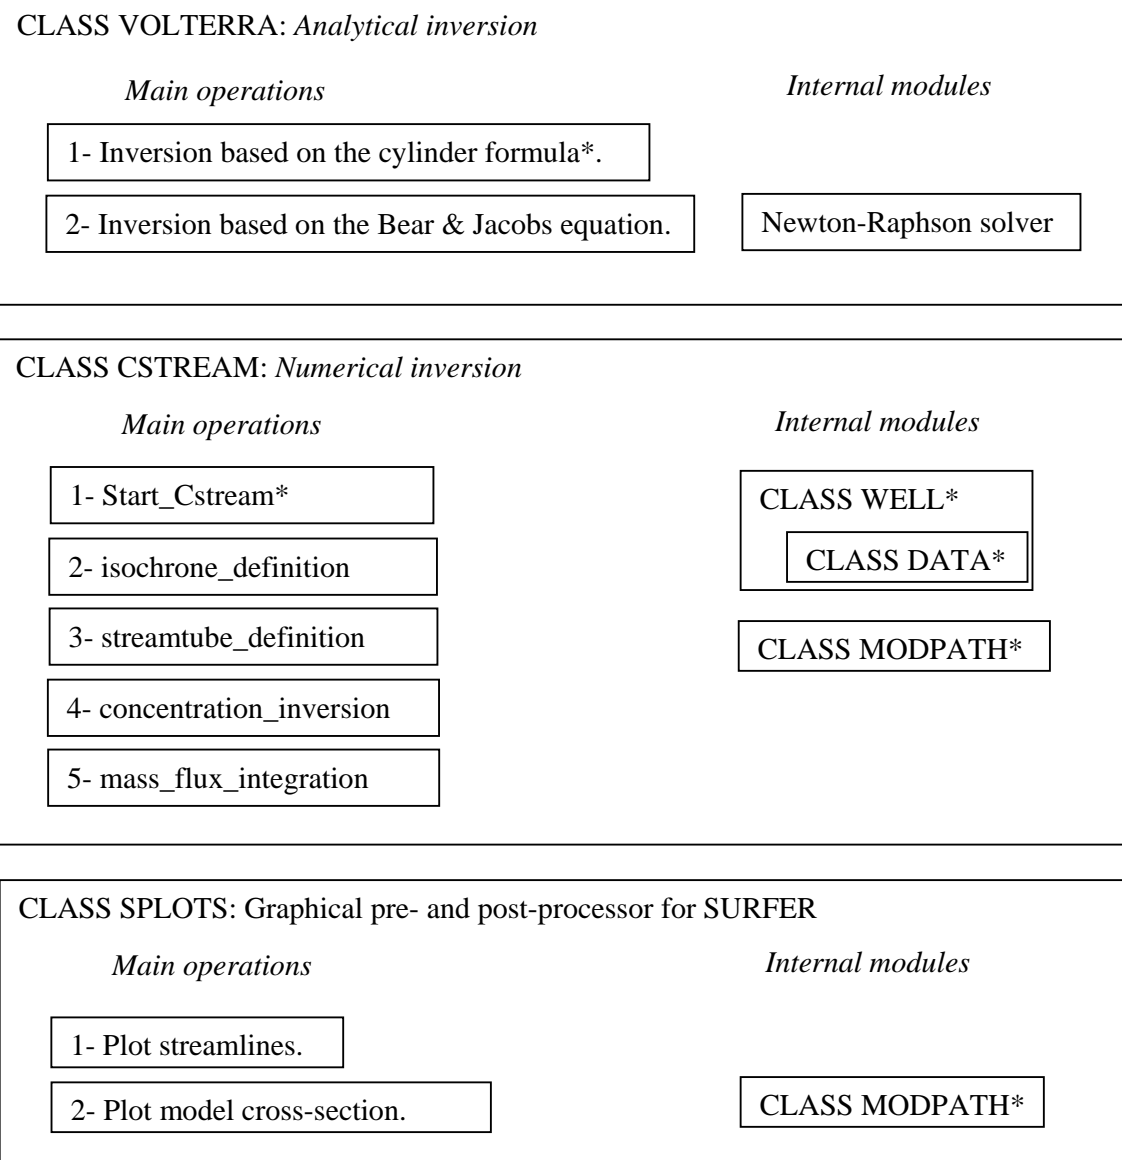 CLASS VOLTERRA: Analytical inversion
Main operations
Internal modules
1- Inversion based on the cylinder formula*.
2- Inversion based on the Bear & Jacobs equation.
Newton-Raphson solver
CLASS CSTREAM: Numerical inversion
Main operations
Internal modules
1- Start_Cstream*
2- isochrone_definition
3- streamtube_definition
4- concentration_inversion
5- mass_flux_integration
CLASS WELL*
CLASS DATA*
CLASS MODPATH*
CLASS SPLOTS: Graphical pre- and post-processor for SURFER
Main operations
Internal modules
1- Plot streamlines.
2- Plot model cross-section.
CLASS MODPATH*